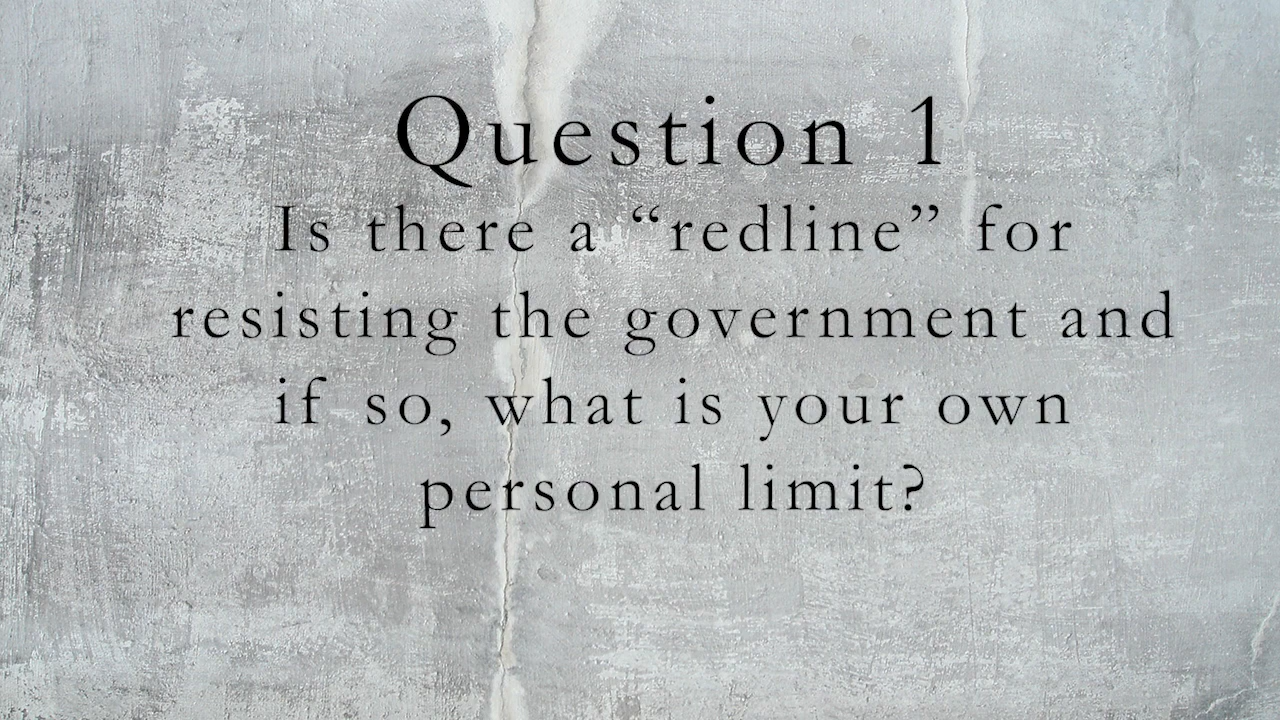 Question 1
Is there a “redline” for
resisting the government and
if so, what is your own
personal limit?